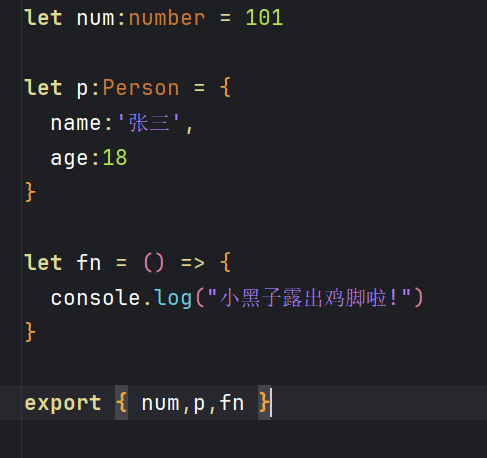 let num:number = 101
let p:Person = {
name:'张三',
age:18
}
let fn = () => {
console.log("小黑子露出鸡脚啦!")
}
export { num,p,fn }